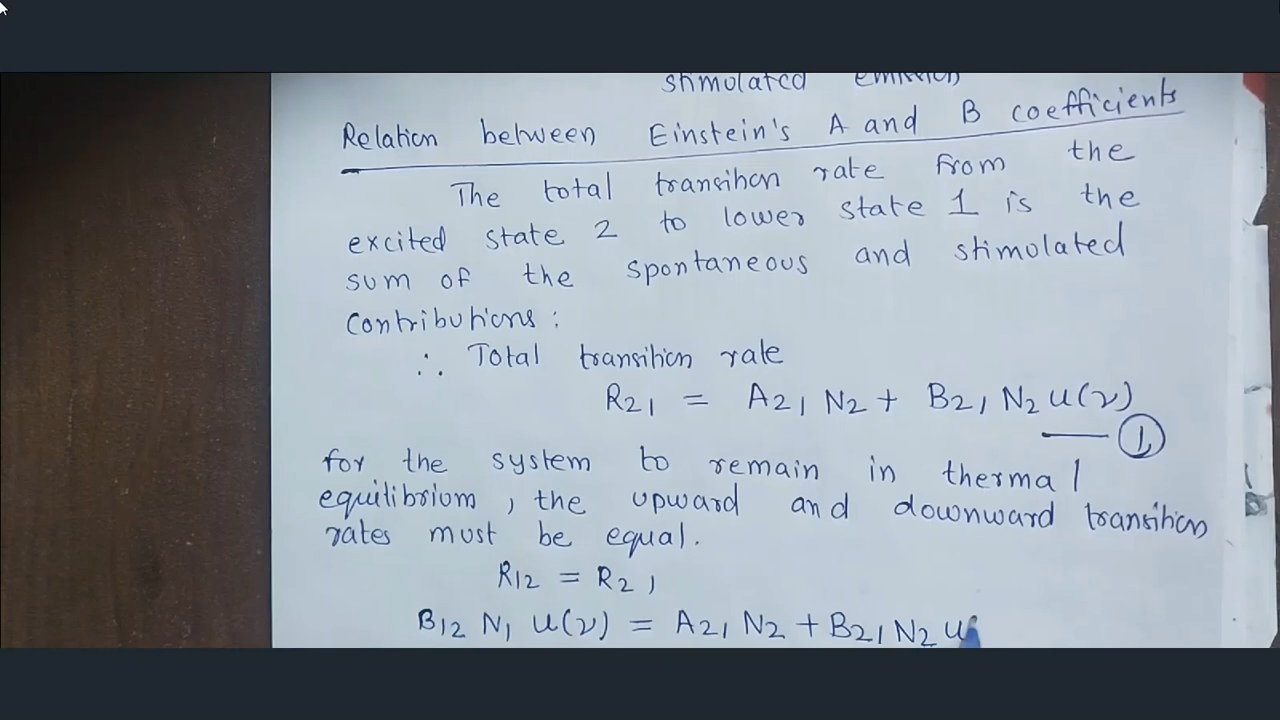 stimulated emission
Relation between Einstein's A and B coefficients
The total transition rate from the
excited state 2 to lower state 1 is the
sum of the spontaneous and stimulated
contributions :
∴ Total transition rate
R₂₁ = A₂₁ N₂ + B₂₁ N₂ u(ν)
— ①
for the system to remain in thermal
equilibrium , the upward and downward transition
rates must be equal.
R₁₂ = R₂₁
B₁₂ N₁ u(ν) = A₂₁ N₂ + B₂₁ N₂ u